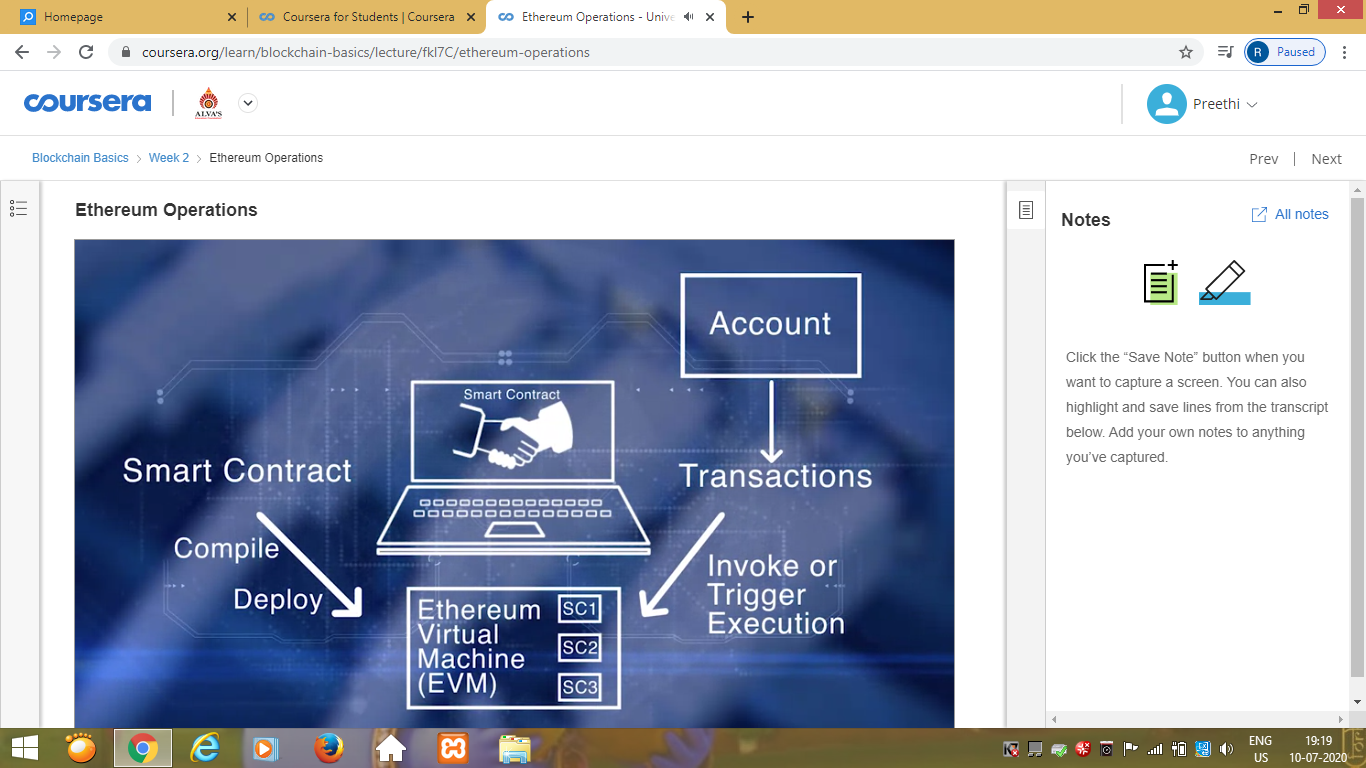 Homepage
Coursera for Students | Coursera
Ethereum Operations - Unive
coursera.org/learn/blockchain-basics/lecture/fkI7C/ethereum-operations
R Paused
coursera
ALVA'S
Preethi
Blockchain Basics > Week 2 > Ethereum Operations
Prev | Next
Ethereum Operations
Account
Smart Contract
Smart Contract
Transactions
Compile
Deploy
Invoke or
Trigger
Execution
Ethereum
Virtual
Machine
(EVM)
SC1
SC2
SC3
Notes
All notes
Click the “Save Note” button when you
want to capture a screen. You can also
highlight and save lines from the transcript
below. Add your own notes to anything
you’ve captured.
ENG
US
19:19
10-07-2020